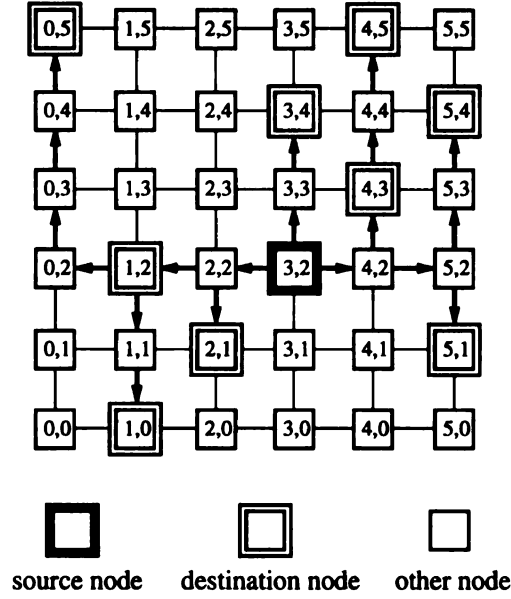 0,5 1,5 2,5 3,5 4,5 5,5
0,4 1,4 2,4 3,4 4,4 5,4
0,3 1,3 2,3 3,3 4,3 5,3
0,2 1,2 2,2 3,2 4,2 5,2
0,1 1,1 2,1 3,1 4,1 5,1
0,0 1,0 2,0 3,0 4,0 5,0
source node destination node other node